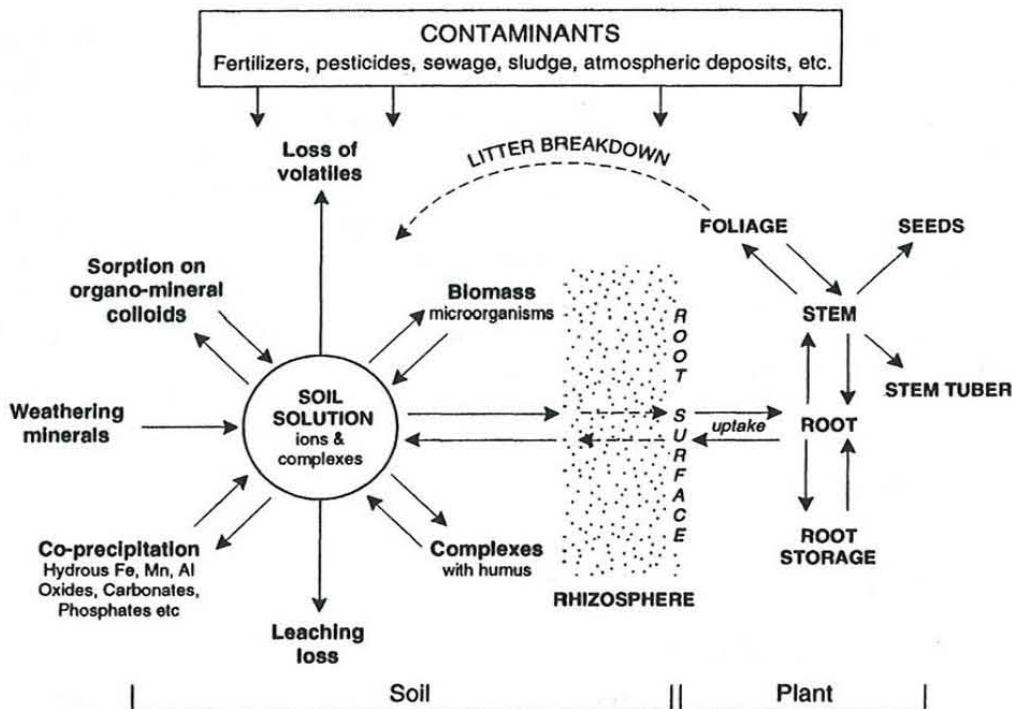 CONTAMINANTS
Fertilizers, pesticides, sewage, sludge, atmospheric deposits, etc.
Loss of
volatiles
LITTER BREAKDOWN
FOLIAGE
SEEDS
Sorption on
organo-mineral
colloids
Biomass
microorganisms
STEM
STEM TUBER
Weathering
minerals
SOIL
SOLUTION
ions &
complexes
ROOT SURFACE
uptake
ROOT
Co-precipitation
Hydrous Fe, Mn, Al
Oxides, Carbonates,
Phosphates etc
Complexes
with humus
ROOT
STORAGE
RHIZOSPHERE
Leaching
loss
Soil
Plant